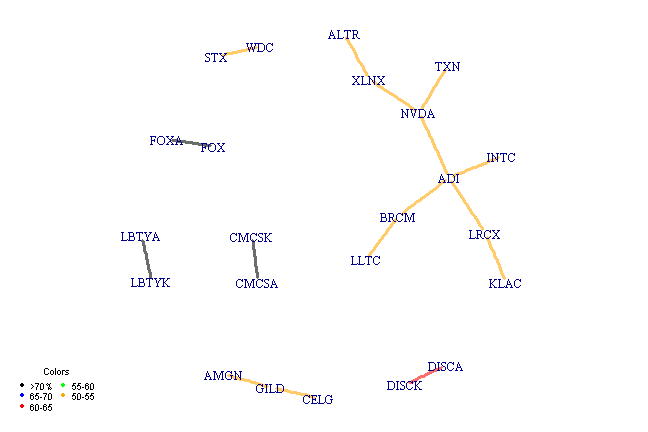 ALTR
WDC
STX
TXN
XLNX
NVDA
FOXA
FOX
INTC
ADI
BRCM
LBTYA
CMCSK
LRCX
LLTC
LBTYK
CMCSA
KLAC
DISCA
Colors
AMGN
GILD
DISCK
CELG
>70% 55-60
65-70 50-55
60-65